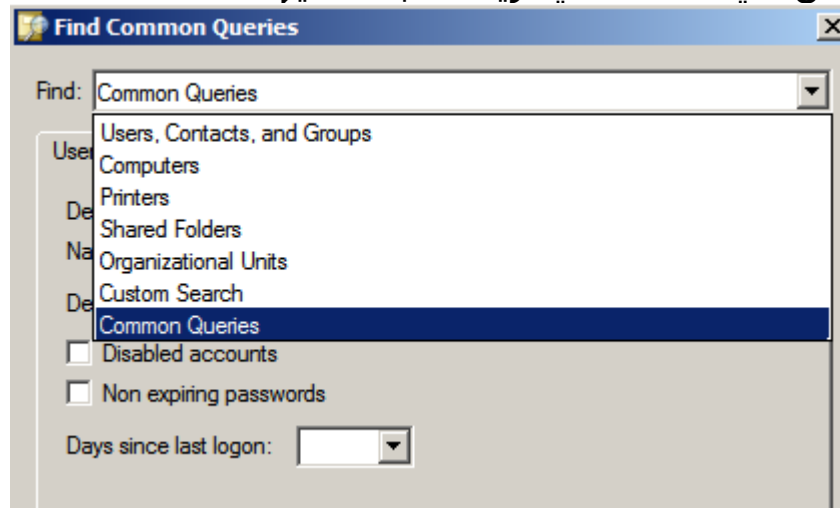 Find Common Queries
Find: Common Queries
Users, Contacts, and Groups
Computers
Printers
Shared Folders
Organizational Units
Custom Search
Common Queries
Disabled accounts
Non expiring passwords
Days since last logon: